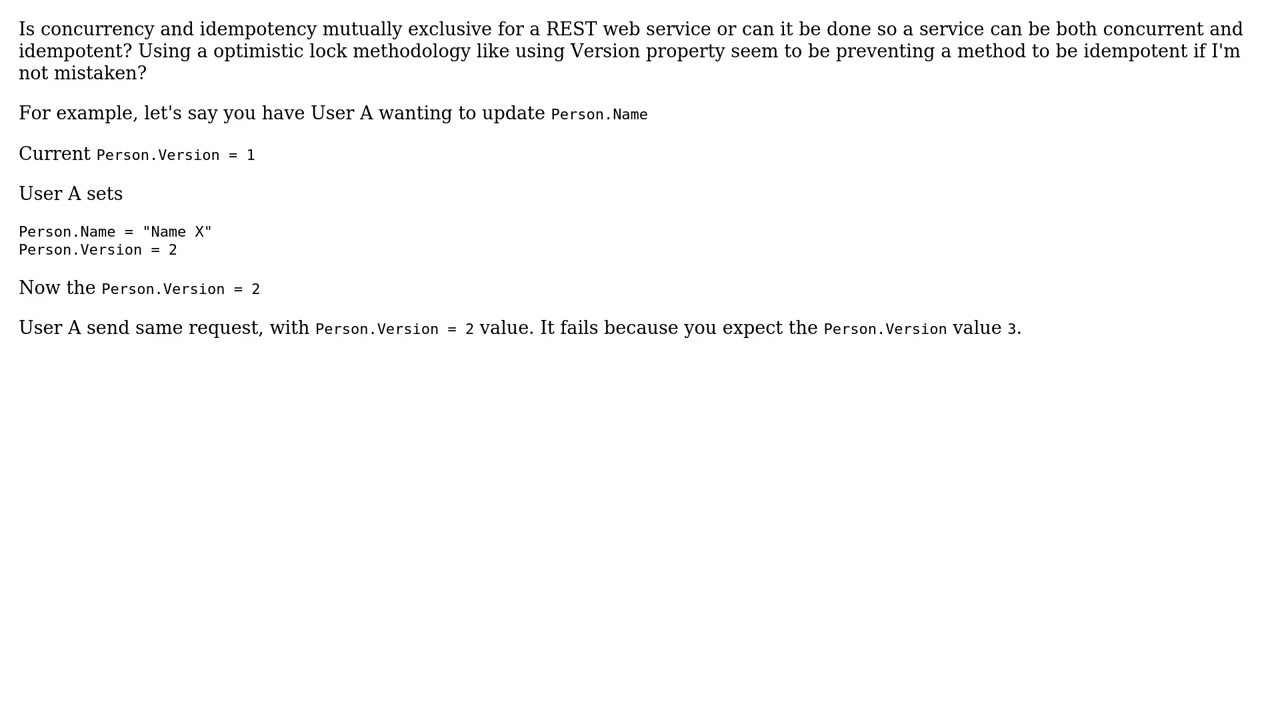 Is concurrency and idempotency mutually exclusive for a REST web service or can it be done so a service can be both concurrent and
idempotent? Using a optimistic lock methodology like using Version property seem to be preventing a method to be idempotent if I'm
not mistaken?
For example, let's say you have User A wanting to update Person.Name
Current Person.Version = 1
User A sets
Person.Name = "Name X"
Person.Version = 2
Now the Person.Version = 2
User A send same request, with Person.Version = 2 value. It fails because you expect the Person.Version value 3.